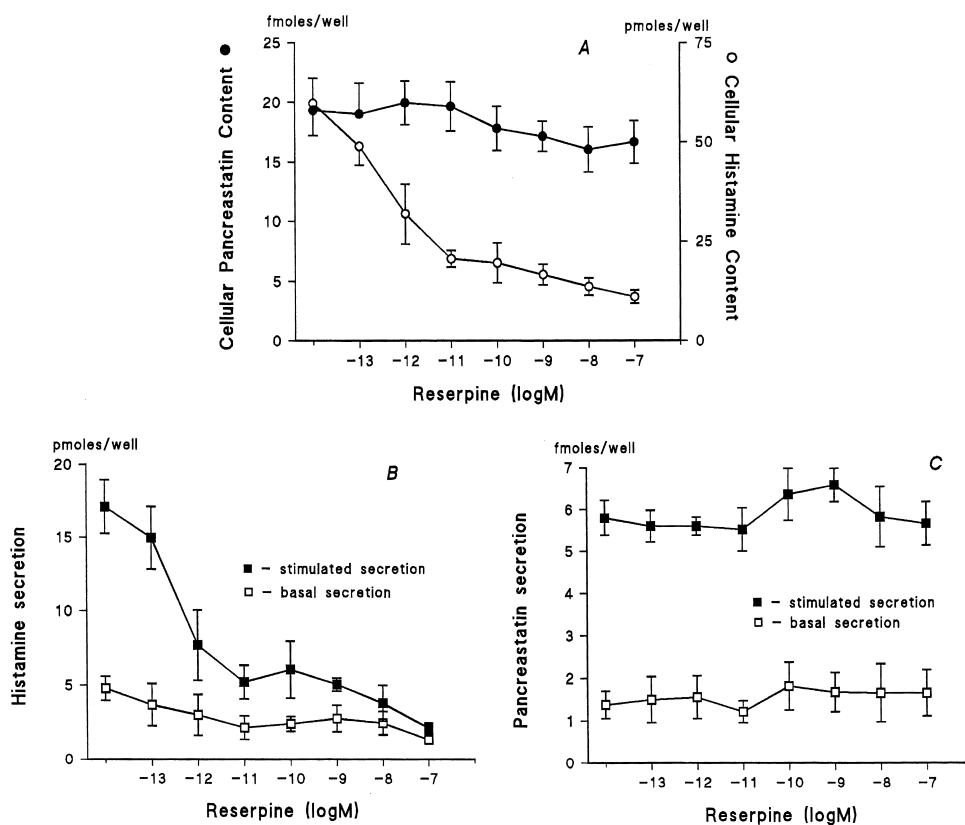 fmoles/well
pmoles/well
A
Cellular Pancreastatin Content
25
20
15
10
5
0
75
50
25
0
Cellular Histamine Content
-13 -12 -11 -10 -9 -8 -7
Reserpine (logM)
pmoles/well
B
Histamine secretion
20
15
10
5
0
- stimulated secretion
- basal secretion
-13 -12 -11 -10 -9 -8 -7
Reserpine (logM)
fmoles/well
C
Pancreastatin secretion
7
6
5
4
3
2
1
0
- stimulated secretion
- basal secretion
-13 -12 -11 -10 -9 -8 -7
Reserpine (logM)